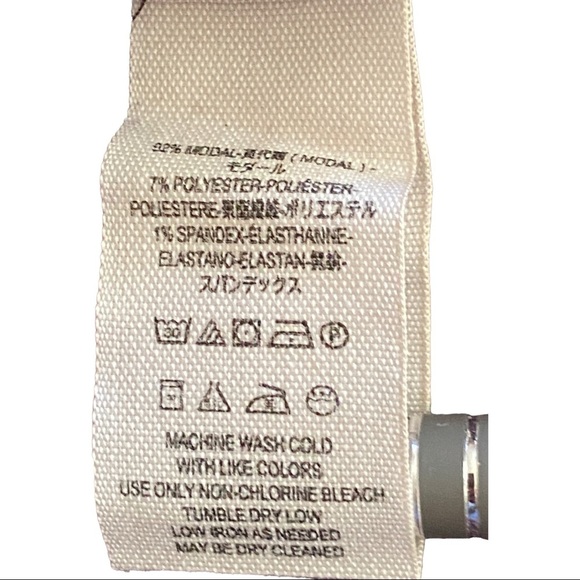 92% MODAL-莫代爾 ( MODAL ) -
モダール
7% POLYESTER-POLIÉSTER-
POLIESTERE-聚酯纖維-ポリエステル
1% SPANDEX-ÉLASTHANNE-
ELASTANO-ELASTAN-氨綸-
スパンデックス
30 P
MACHINE WASH COLD
WITH LIKE COLORS
USE ONLY NON-CHLORINE BLEACH
TUMBLE DRY LOW
LOW IRON AS NEEDED
MAY BE DRY CLEANED